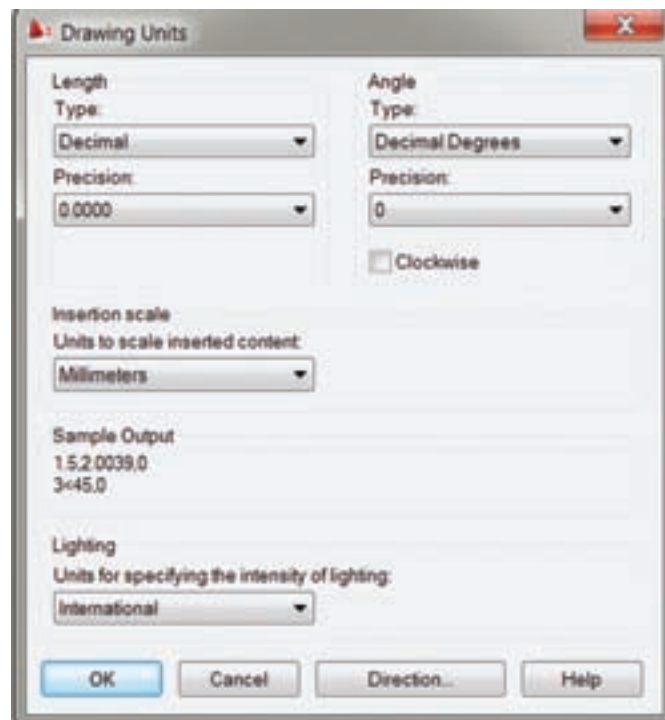 Drawing Units
Length
Type:
Decimal
Precision:
0.0000
Angle
Type:
Decimal Degrees
Precision:
0
Clockwise
Insertion scale
Units to scale inserted content:
Millimeters
Sample Output
1.5,2.0039,0
3<45,0
Lighting
Units for specifying the intensity of lighting:
International
OK Cancel Direction... Help